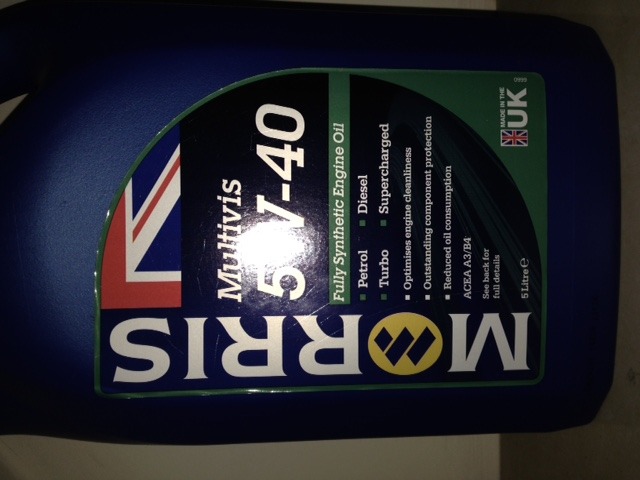 MORRIS
Multivis
5W-40
Fully Synthetic Engine Oil
Petrol Diesel
Turbo Supercharged
Optimises engine cleanliness
Outstanding component protection
Reduced oil consumption
ACEA A3/B4
See back for
full details
5 Litre e
MADE IN THE
UK